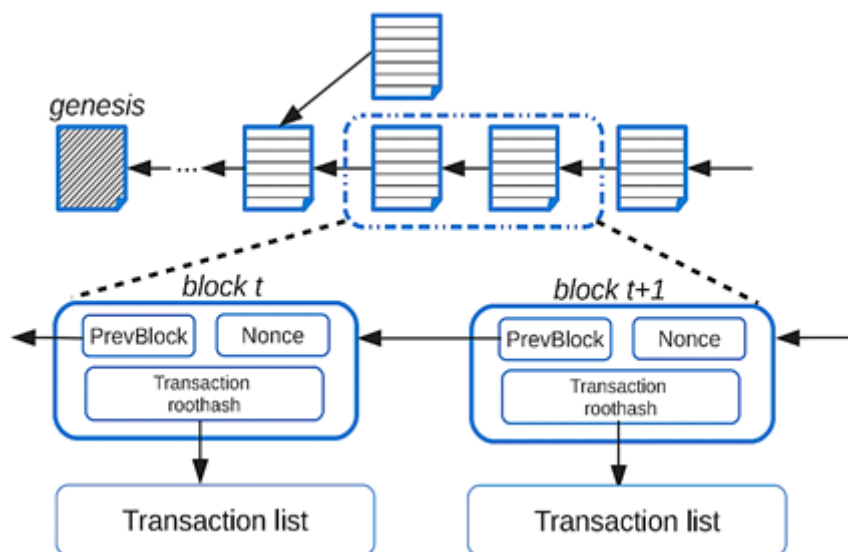 genesis
...
block t
block t+1
PrevBlock
Nonce
PrevBlock
Nonce
Transaction
roothash
Transaction
roothash
Transaction list
Transaction list